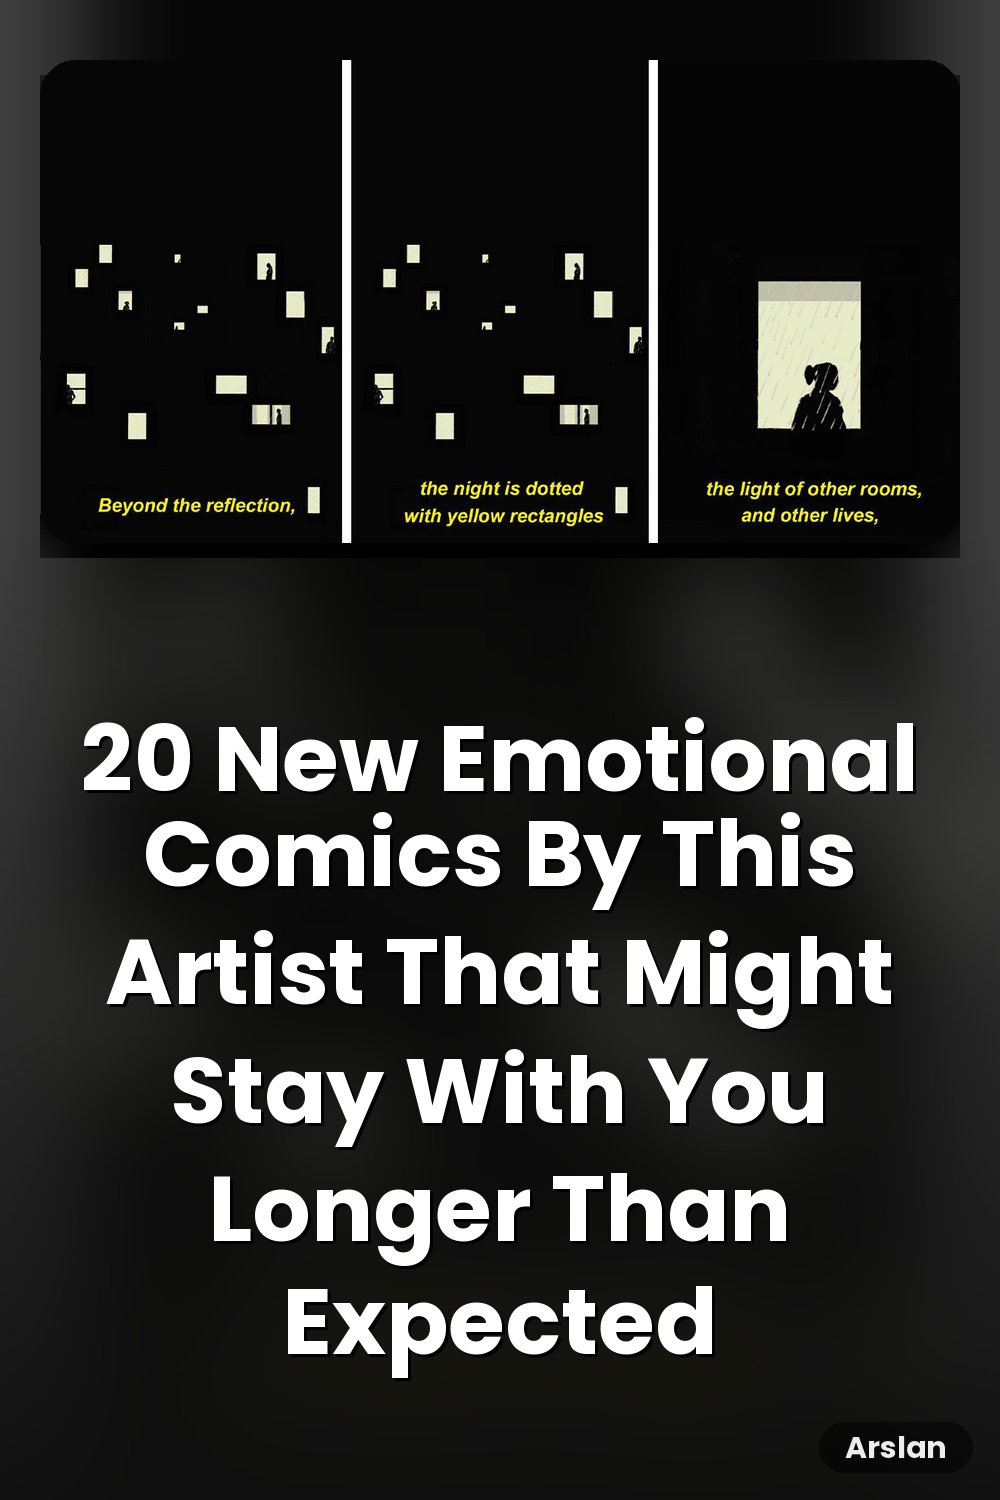 Beyond the reflection,
the night is dotted
with yellow rectangles
the light of other rooms,
and other lives,
20 New Emotional
Comics By This
Artist That Might
Stay With You
Longer Than
Expected
Arslan